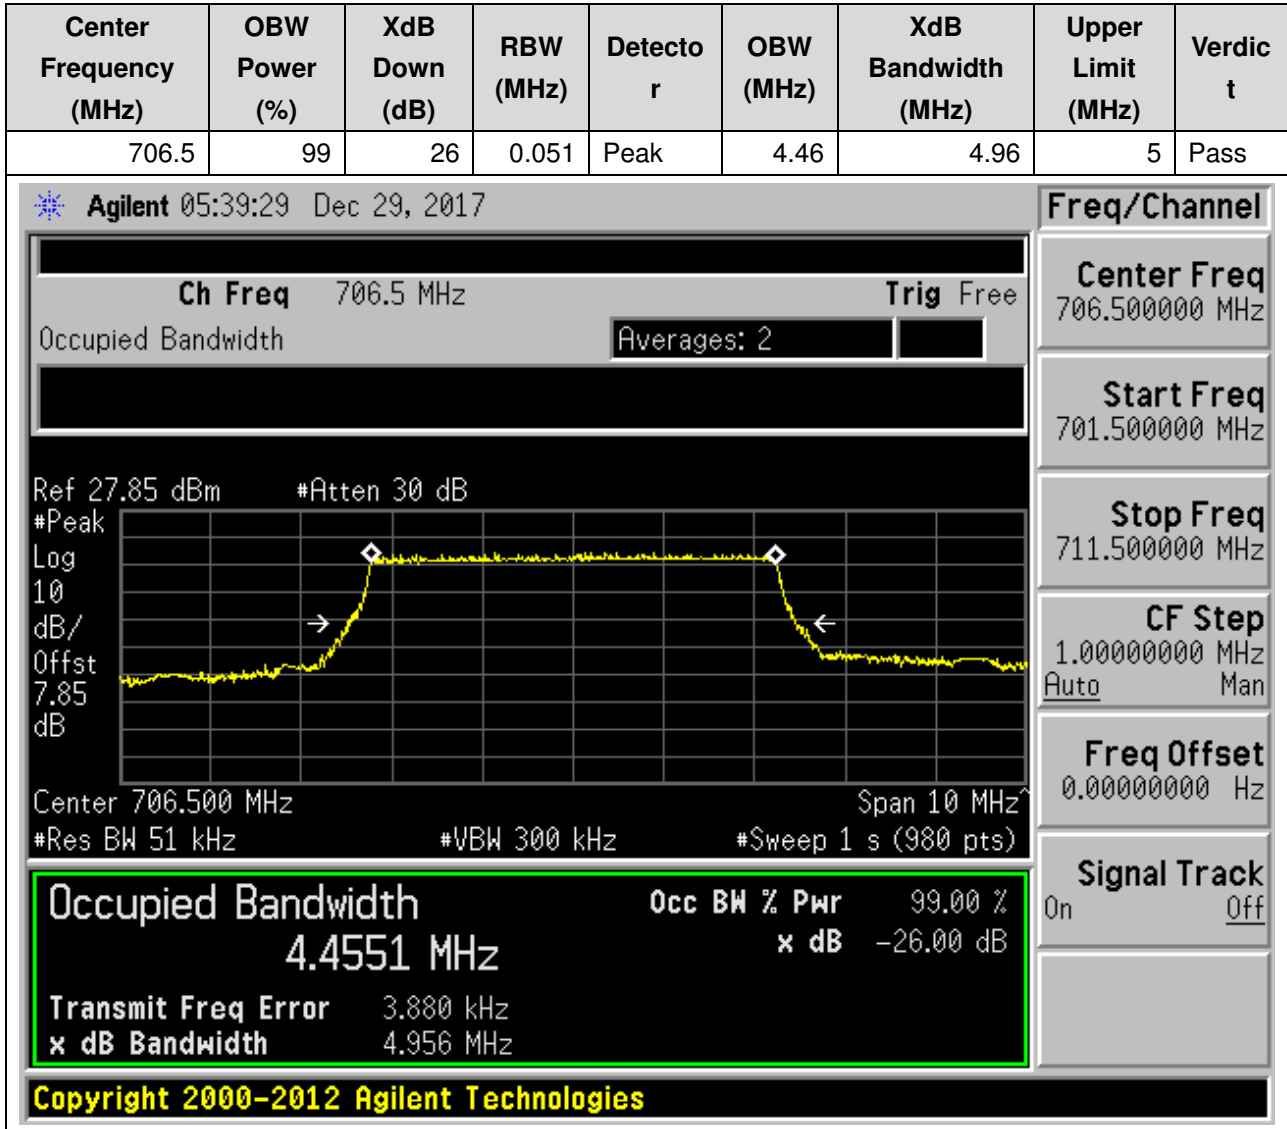 Center Frequency (MHz) OBW Power (%) XdB Down (dB) RBW (MHz) Detector OBW (MHz) XdB Bandwidth (MHz) Upper Limit (MHz) Verdict
706.5 99 26 0.051 Peak 4.46 4.96 5 Pass
Agilent 05:39:29 Dec 29, 2017
Freq/Channel
Ch Freq 706.5 MHz Trig Free
Occupied Bandwidth Averages: 2
Center Freq
706.500000 MHz
Start Freq
701.500000 MHz
Stop Freq
711.500000 MHz
CF Step
1.00000000 MHz
Auto Man
Freq Offset
0.00000000 Hz
Signal Track
On Off
Ref 27.85 dBm #Atten 30 dB
#Peak
Log
10
dB/
Offst
7.85
dB
Center 706.500 MHz Span 10 MHz^
#Res BW 51 kHz #VBW 300 kHz #Sweep 1 s (980 pts)
Occupied Bandwidth Occ BW % Pwr 99.00 %
4.4551 MHz x dB -26.00 dB
Transmit Freq Error 3.880 kHz
x dB Bandwidth 4.956 MHz
Copyright 2000-2012 Agilent Technologies